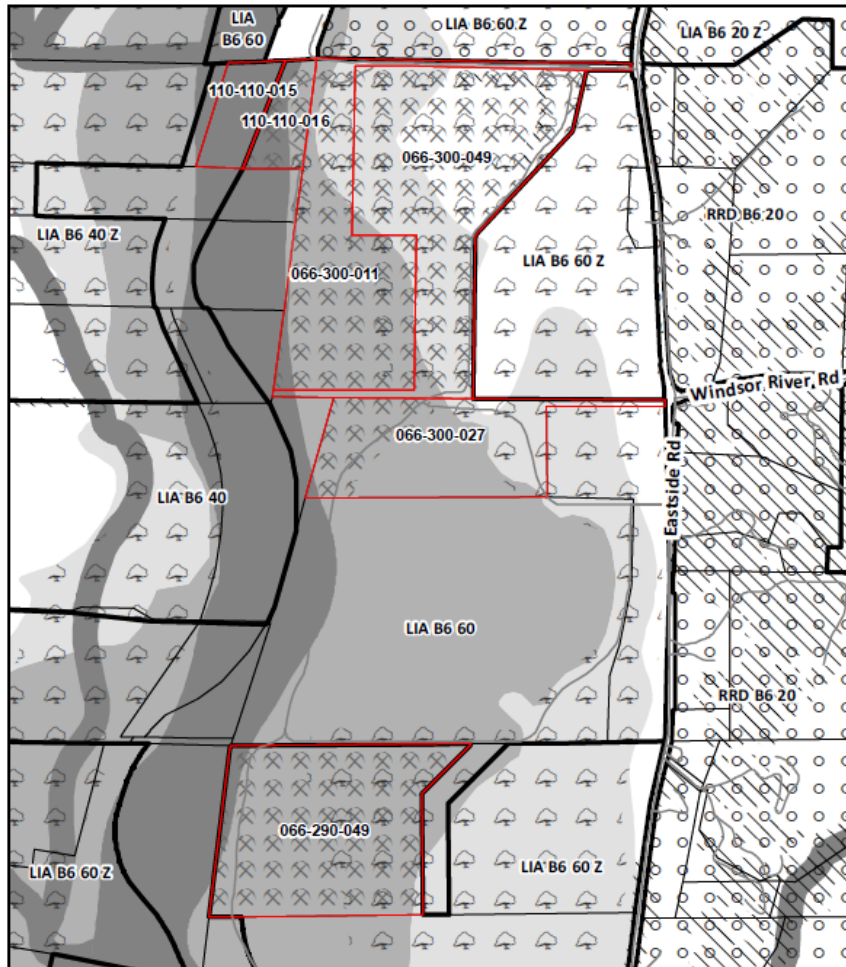 LIA
B6 60
LIA B6 60 Z
LIA B6 20 Z
110-110-015
110-110-016
066-300-049
RRD B6 20
LIA B6 40 Z
LIA B6 60 Z
066-300-011
Windsor River Rd
066-300-027
Eastside Rd
LIA B6 40
LIA B6 60
RRD B6 20
066-290-049
LIA B6 60 Z
LIA B6 60 Z